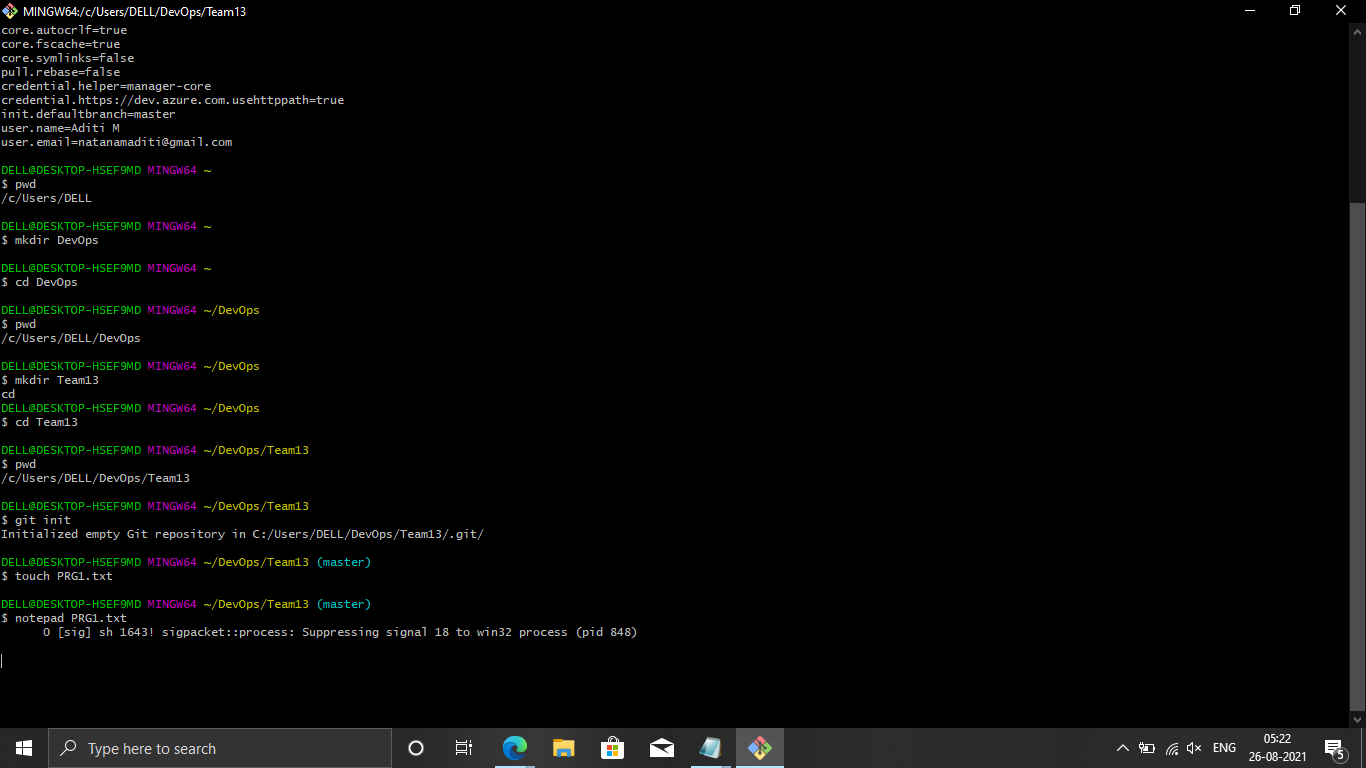 MINGW64:/c/Users/DELL/DevOps/Team13
core.autocrlf=true
core.fscache=true
core.symlinks=false
pull.rebase=false
credential.helper=manager-core
credential.https://dev.azure.com.usehttppath=true
init.defaultbranch=master
user.name=Aditi M
user.email=natanamaditi@gmail.com
DELL@DESKTOP-HSEF9MD MINGW64 ~
$ pwd
/c/Users/DELL
DELL@DESKTOP-HSEF9MD MINGW64 ~
$ mkdir DevOps
DELL@DESKTOP-HSEF9MD MINGW64 ~
$ cd DevOps
DELL@DESKTOP-HSEF9MD MINGW64 ~/DevOps
$ pwd
/c/Users/DELL/DevOps
DELL@DESKTOP-HSEF9MD MINGW64 ~/DevOps
$ mkdir Team13
cd
DELL@DESKTOP-HSEF9MD MINGW64 ~/DevOps
$ cd Team13
DELL@DESKTOP-HSEF9MD MINGW64 ~/DevOps/Team13
$ pwd
/c/Users/DELL/DevOps/Team13
DELL@DESKTOP-HSEF9MD MINGW64 ~/DevOps/Team13
$ git init
Initialized empty Git repository in C:/Users/DELL/DevOps/Team13/.git/
DELL@DESKTOP-HSEF9MD MINGW64 ~/DevOps/Team13 (master)
$ touch PRG1.txt
DELL@DESKTOP-HSEF9MD MINGW64 ~/DevOps/Team13 (master)
$ notepad PRG1.txt
0 [sig] sh 1643! sigpacket::process: Suppressing signal 18 to win32 process (pid 848)
Type here to search
ENG
05:22
26-08-2021
5